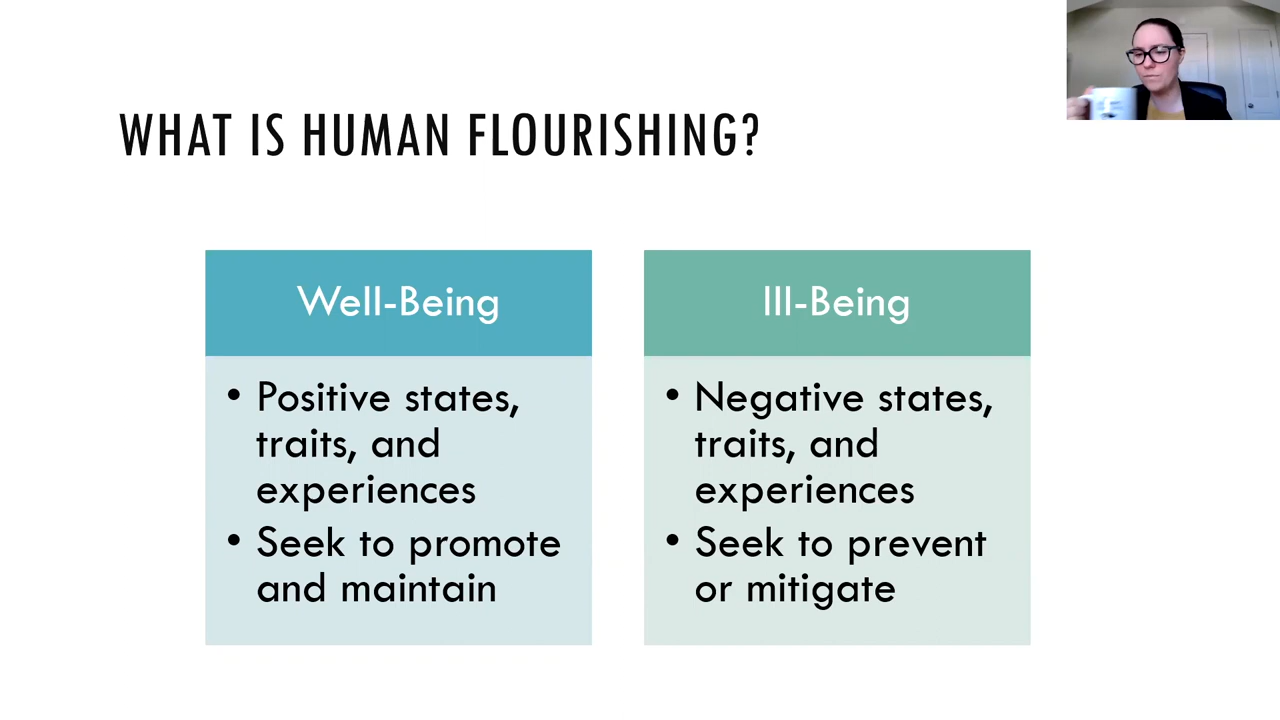 WHAT IS HUMAN FLOURISHING?
Well-Being
• Positive states,
traits, and
experiences
• Seek to promote
and maintain
Ill-Being
• Negative states,
traits, and
experiences
• Seek to prevent
or mitigate